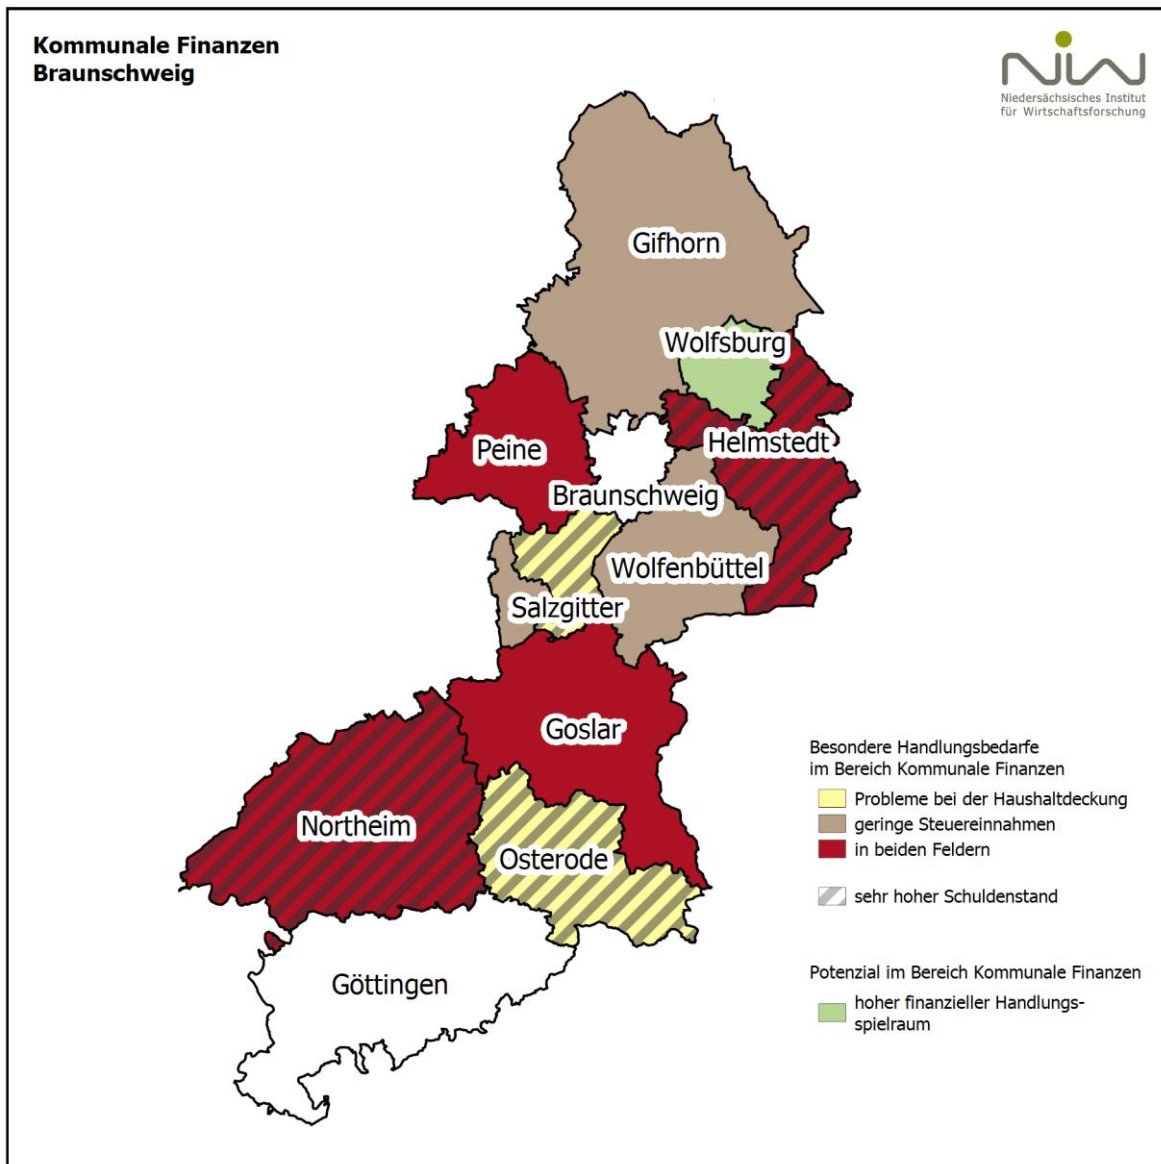 Kommunale Finanzen
Braunschweig
NIW
Niedersächsisches Institut
für Wirtschaftsforschung
Gifhorn
Wolfsburg
Peine
Helmstedt
Braunschweig
Wolfenbüttel
Salzgitter
Goslar
Northeim
Osterode
Göttingen
Besondere Handlungsbedarfe
im Bereich Kommunale Finanzen
Probleme bei der Haushaltdeckung
geringe Steuereinnahmen
in beiden Feldern
sehr hoher Schuldenstand
Potenzial im Bereich Kommunale Finanzen
hoher finanzieller Handlungs-
spielraum